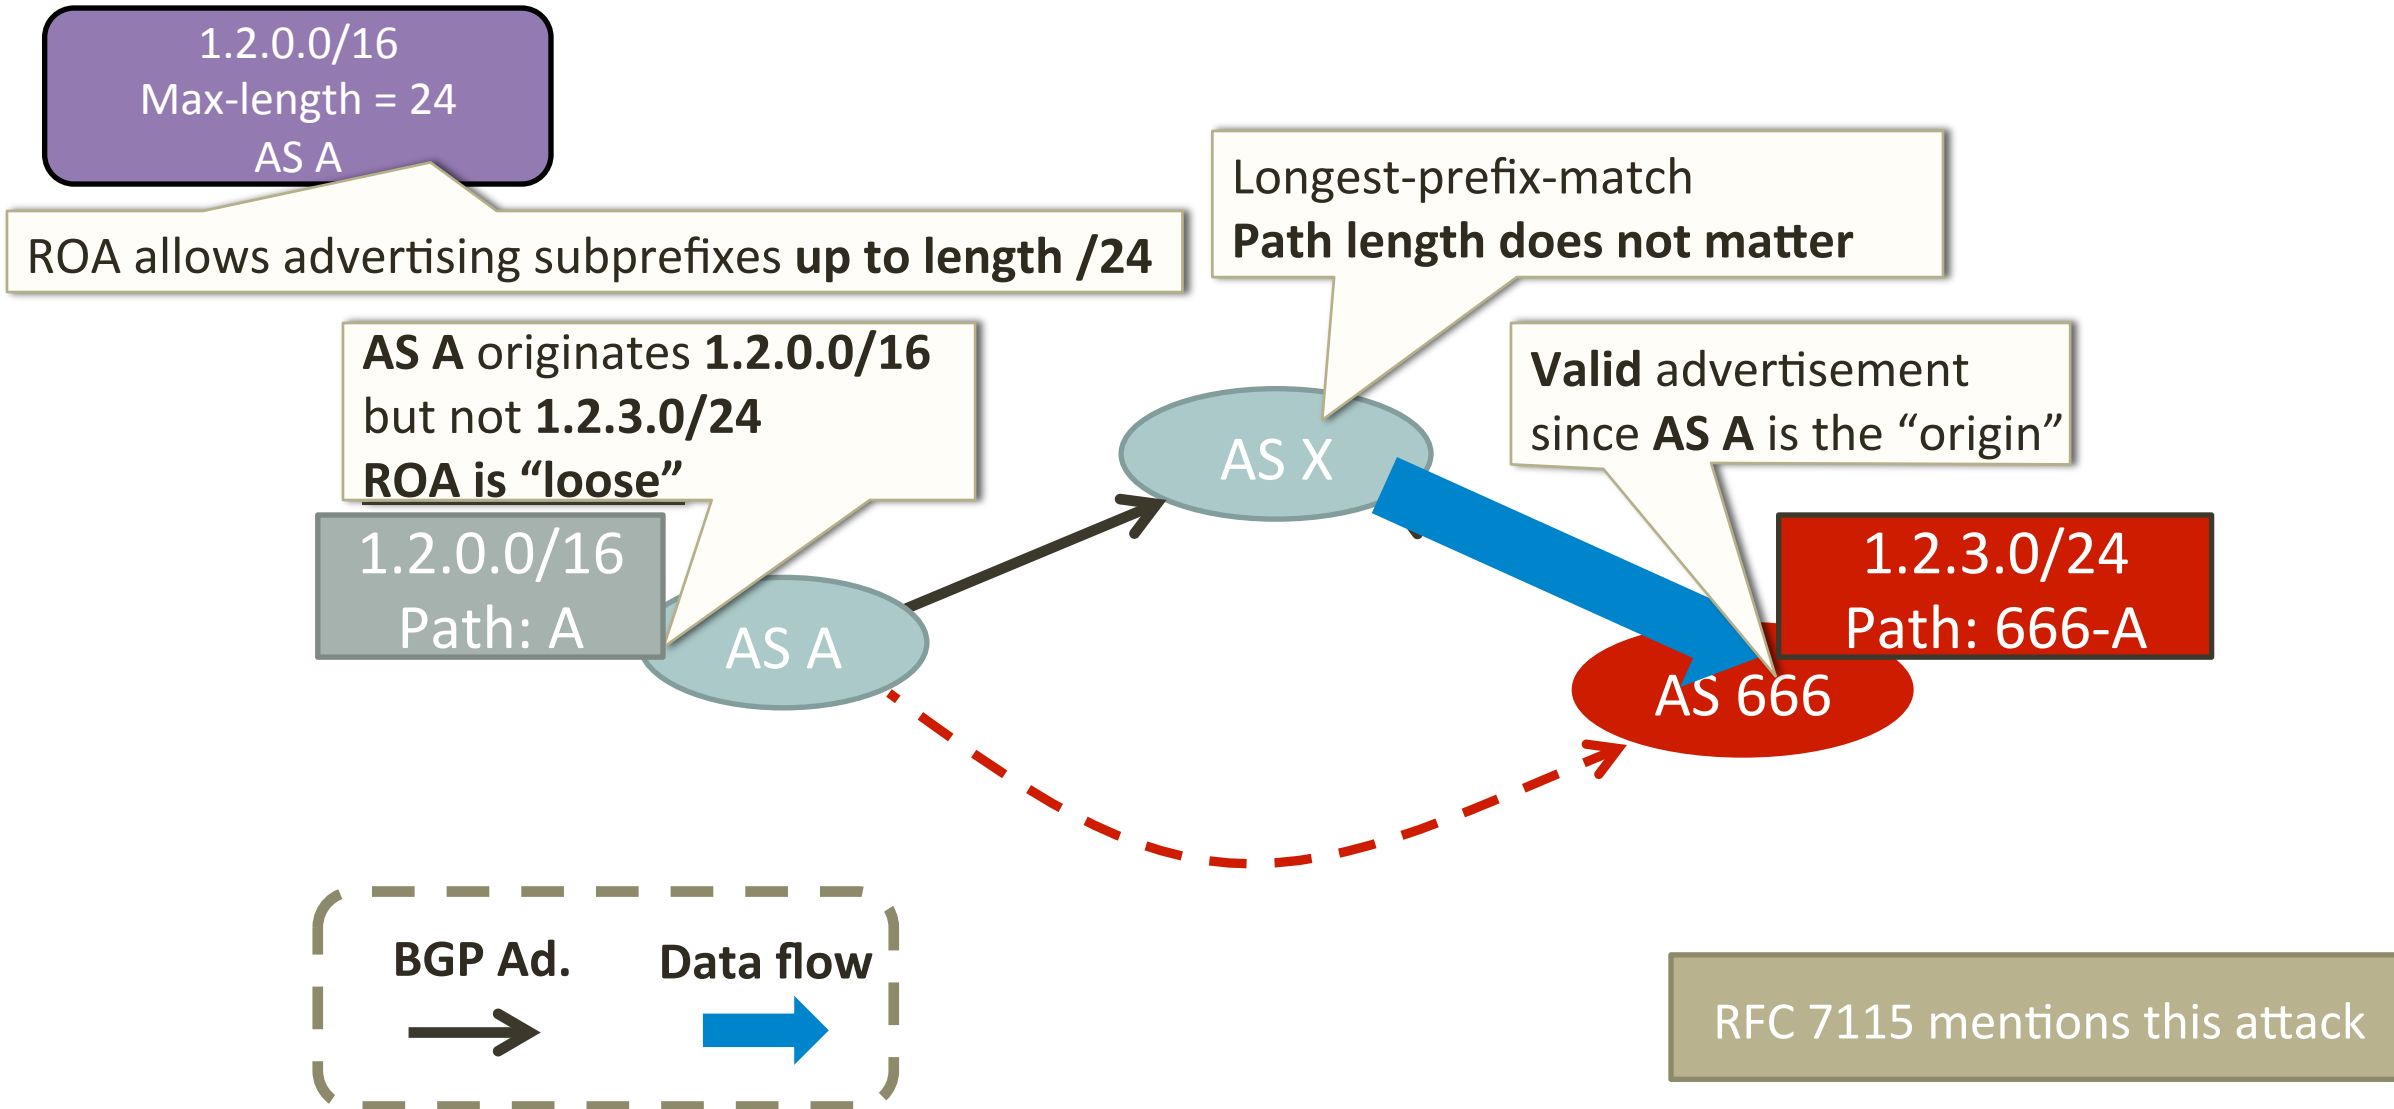 1.2.0.0/16
Max-length = 24
AS A
ROA allows advertising subprefixes up to length /24
Longest-prefix-match
Path length does not matter
AS A originates 1.2.0.0/16
but not 1.2.3.0/24
ROA is “loose”
Valid advertisement
since AS A is the “origin”
AS X
1.2.0.0/16
Path: A
AS A
1.2.3.0/24
Path: 666-A
AS 666
BGP Ad.
Data flow
RFC 7115 mentions this attack